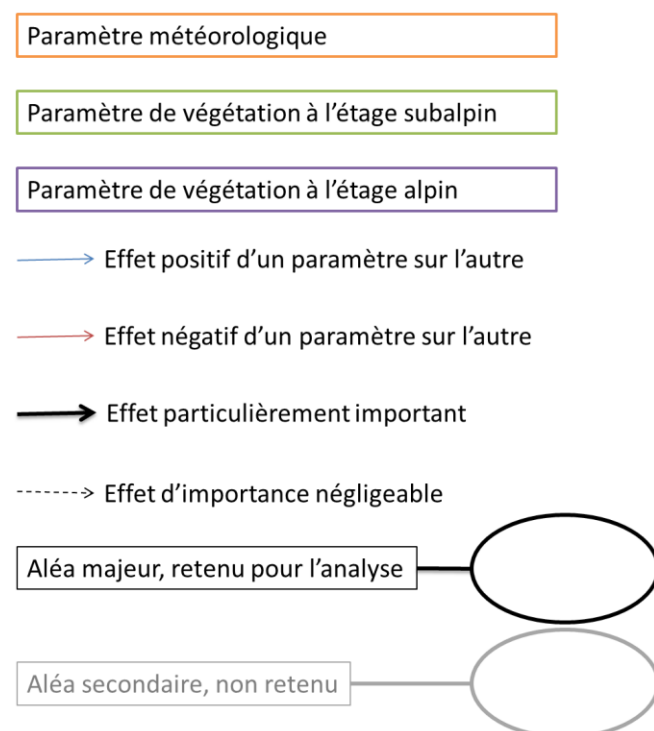 Paramètre météorologique
Paramètre de végétation à l’étage subalpin
Paramètre de végétation à l’étage alpin
Effet positif d’un paramètre sur l’autre
Effet négatif d’un paramètre sur l’autre
Effet particulièrement important
Effet d’importance négligeable
Aléa majeur, retenu pour l’analyse
Aléa secondaire, non retenu